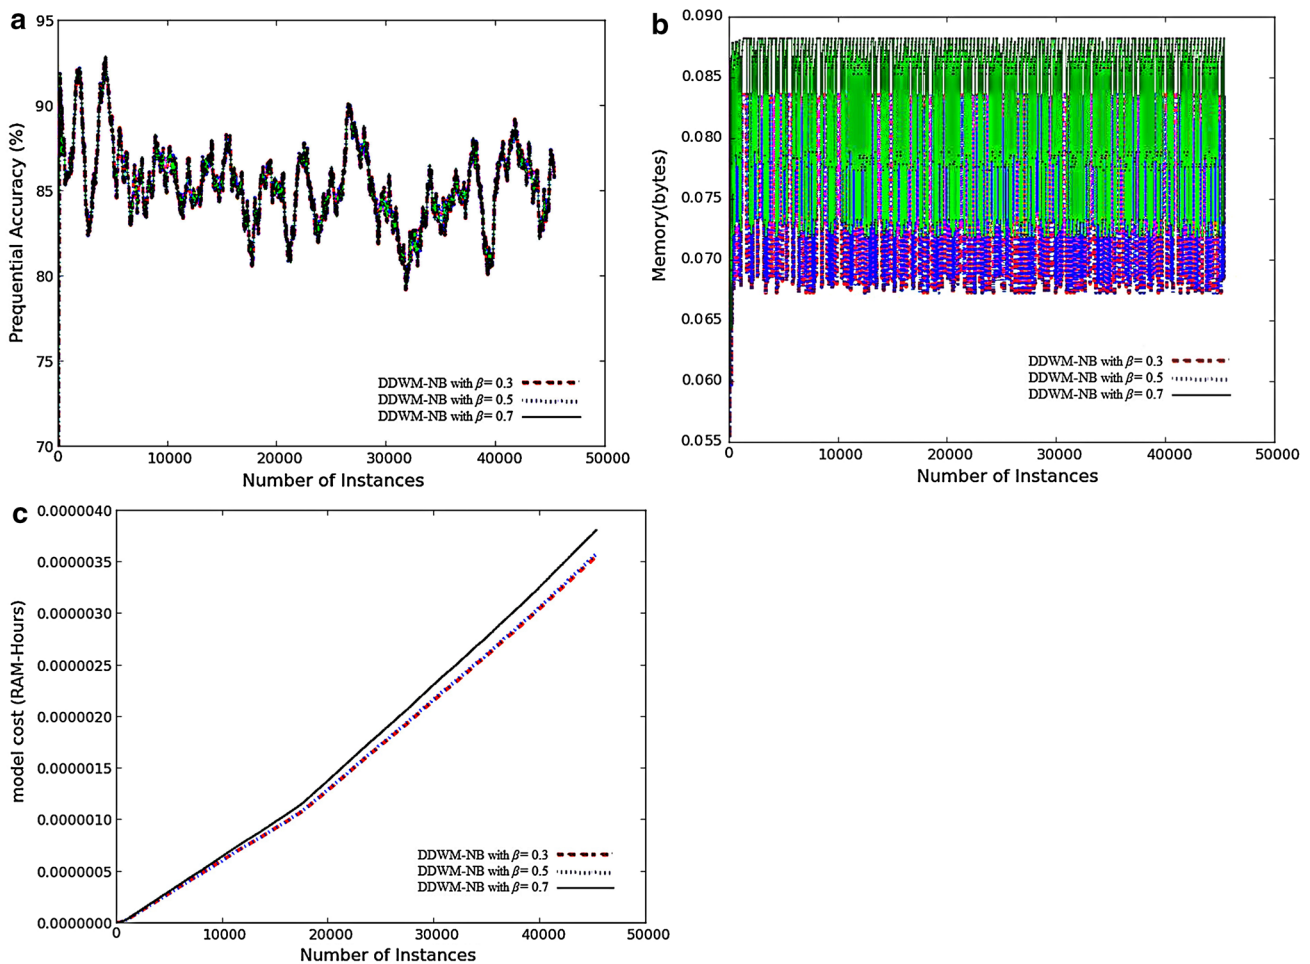 a
95
90
85
80
75
70
Prequential Accuracy (%)
0
10000
20000
30000
40000
50000
Number of Instances
DDWM-NB with β= 0.3
DDWM-NB with β= 0.5
DDWM-NB with β= 0.7
b
0.090
0.085
0.080
0.075
0.070
0.065
0.060
0.055
Memory(bytes)
0
10000
20000
30000
40000
50000
Number of Instances
DDWM-NB with β= 0.3
DDWM-NB with β= 0.5
DDWM-NB with β= 0.7
c
0.0000040
0.0000035
0.0000030
0.0000025
0.0000020
0.0000015
0.0000010
0.0000005
0.0000000
model cost (RAM-Hours)
0
10000
20000
30000
40000
50000
Number of Instances
DDWM-NB with β= 0.3
DDWM-NB with β= 0.5
DDWM-NB with β= 0.7